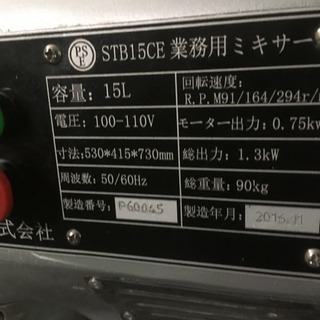 PS
E
STB15CE 業務用ミキサー
容量: 15L
回転速度:
R.P.M91/164/294r/
電圧: 100-110V
モーター出力: 0.75k
寸法:530*415*730mm
総出力: 1.3kW
周波数: 50/60Hz
総重量: 90kg
製造番号: P60045
製造年月:
式会社